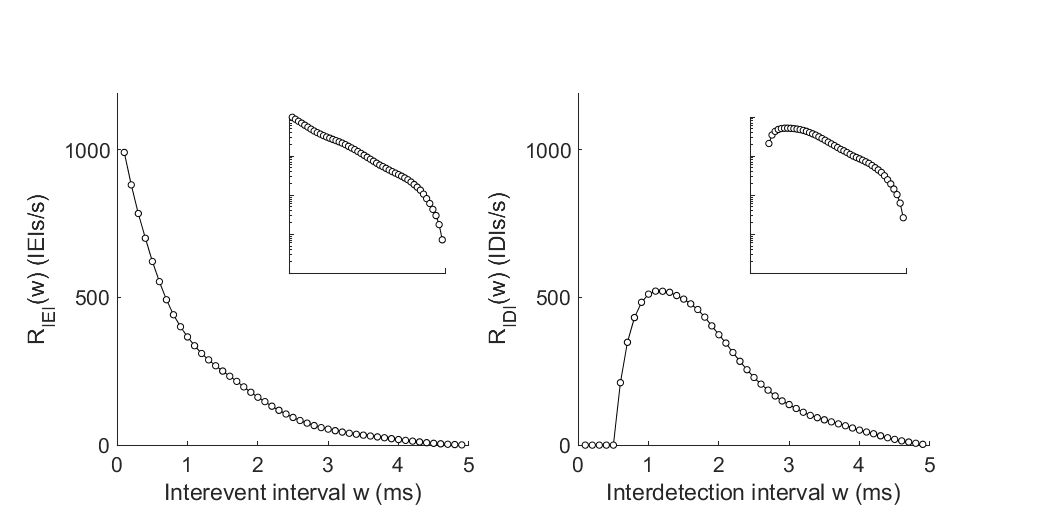 1000
500
0
0 1 2 3 4 5
Interevent interval w (ms)
R_IEI(w) (IEIs/s)
1000
500
0
0 1 2 3 4 5
Interdetection interval w (ms)
R_IDI(w) (IDIs/s)